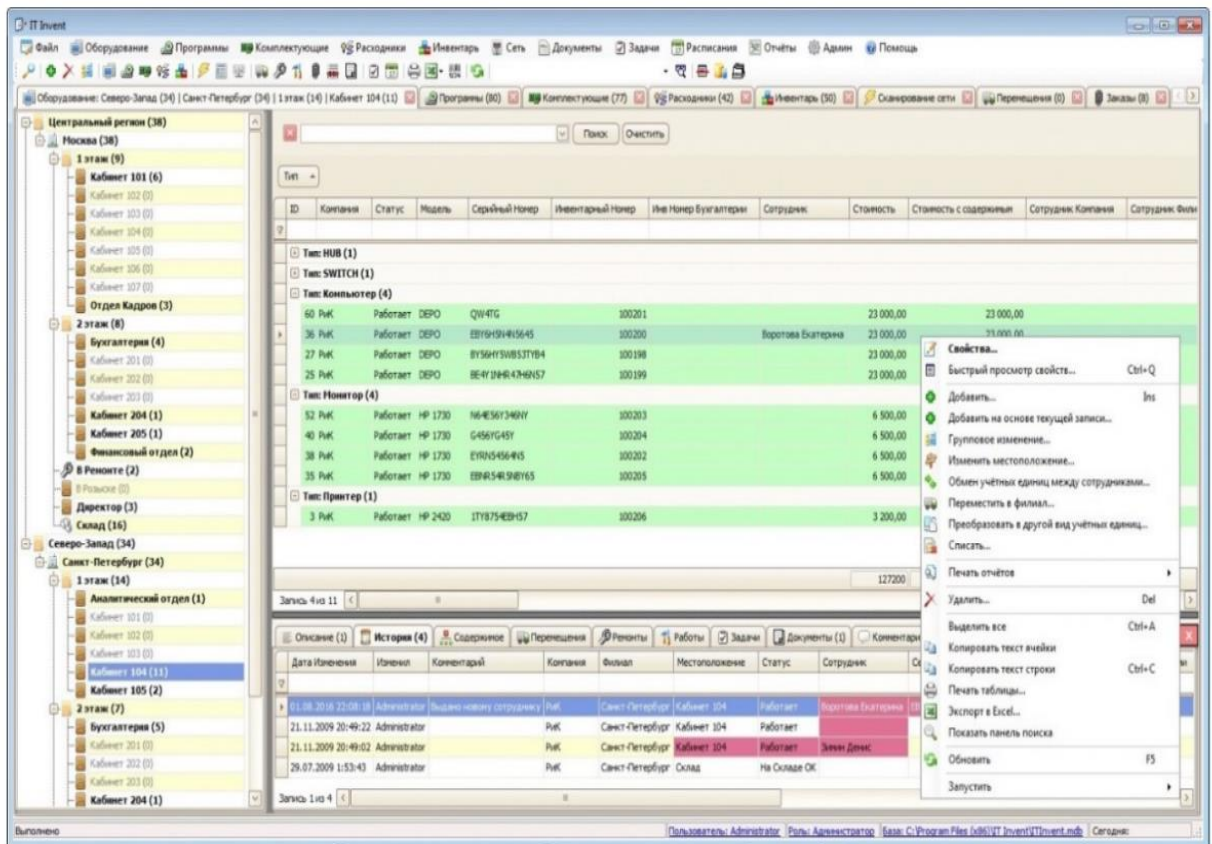 IT Invent
Файл Оборудование Программы Комплектующие Расходники Инвентарь Сеть Документы Задачи Расписания Отчёты Админ Помощь
Оборудование: Северо-Запад (34) | Санкт-Петербург (34) | 1 этаж (14) | Кабинет 104 (11) Программы (80) Комплектующие (77) Расходники (42) Инвентарь (50) Сканирование сети Перемещения (0) Заказы (8)
Центральный регион (38)
Москва (38)
1 этаж (9)
Кабинет 101 (6)
Кабинет 102 (0)
Кабинет 103 (0)
Кабинет 104 (0)
Кабинет 105 (0)
Кабинет 106 (0)
Кабинет 107 (0)
Отдел Кадров (3)
2 этаж (8)
Бухгалтерия (4)
Кабинет 201 (0)
Кабинет 202 (0)
Кабинет 203 (0)
Кабинет 204 (1)
Кабинет 205 (1)
Финансовый отдел (2)
В Ремонте (2)
В Розыске (0)
Директор (3)
Склад (16)
Северо-Запад (34)
Санкт-Петербург (34)
1 этаж (14)
Аналитический отдел (1)
Кабинет 101 (0)
Кабинет 102 (0)
Кабинет 103 (0)
Кабинет 104 (11)
Кабинет 105 (2)
2 этаж (7)
Бухгалтерия (5)
Кабинет 201 (0)
Кабинет 202 (0)
Кабинет 203 (0)
Кабинет 204 (1)
Поиск Очистить
Тип
ID Компания Статус Модель Серийный Номер Инвентарный Номер Инв Номер Бухгалтерии Сотрудник Стоимость Стоимость с содержимым Сотрудник Компания Сотрудник Фили
Тип: HUB (1)
Тип: SWITCH (1)
Тип: Компьютер (4)
60 РиК Работает DEPO QW4TG 100201 23 000,00 23 000,00
36 РиК Работает DEPO 100200 Воротова Екатерина 23 000,00 23 000,00
27 РиК Работает DEPO 100198 23 000,00
25 РиК Работает DEPO 100199 23 000,00
Тип: Монитор (4)
52 РиК Работает HP 1730 N64E56Y346NY 100203 6 500,00
40 РиК Работает HP 1730 G456YG45Y 100204 6 500,00
38 РиК Работает HP 1730 EYRN54564N5 100202 6 500,00
35 РиК Работает HP 1730 100205 6 500,00
Тип: Принтер (1)
3 РиК Работает HP 2420 100206 3 200,00
127200
Запись 4 из 11
Свойства...
Быстрый просмотр свойств... Ctrl+Q
Добавить... Ins
Добавить на основе текущей записи...
Групповое изменение...
Изменить местоположение...
Обмен учётных единиц между сотрудниками...
Переместить в филиал...
Преобразовать в другой вид учётных единиц...
Списать...
Печать отчётов
Удалить... Del
Выделить все Ctrl+A
Копировать текст ячейки
Копировать текст строки Ctrl+C
Печать таблицы...
Экспорт в Excel...
Показать панель поиска
Обновить F5
Запустить
Описание (1) История (4) Содержимое Перемещения Ремонты Работы Задачи Документы (1) Комментари
Дата Изменения Изменил Комментарий Компания Филиал Местоположение Статус Сотрудник Се
01.08.2016 22:08:18 Administrator Выдано новому сотруднику РиК Санкт-Петербург Кабинет 104 Работает Воротова Екатерина
21.11.2009 20:49:22 Administrator РиК Санкт-Петербург Кабинет 104 Работает
21.11.2009 20:49:02 Administrator РиК Санкт-Петербург Кабинет 104 Работает Зимин Денис
29.07.2009 1:53:43 Administrator РиК Санкт-Петербург Склад На Складе ОК
Запись 1 из 4
Выполнено Пользователь: Administrator Роль: Администратор База: C:\Program Files (x86)\IT Invent\ITInvent.mdb Сегодня: